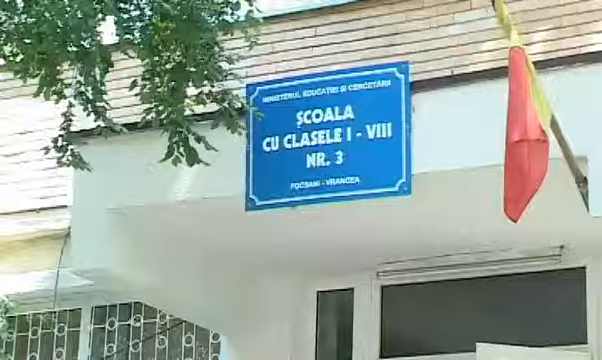 MINISTERUL EDUCAȚIEI ȘI CERCETĂRII
ȘCOALA
CU CLASELE I - VIII
NR. 3
FOCȘANI - VRANCEA